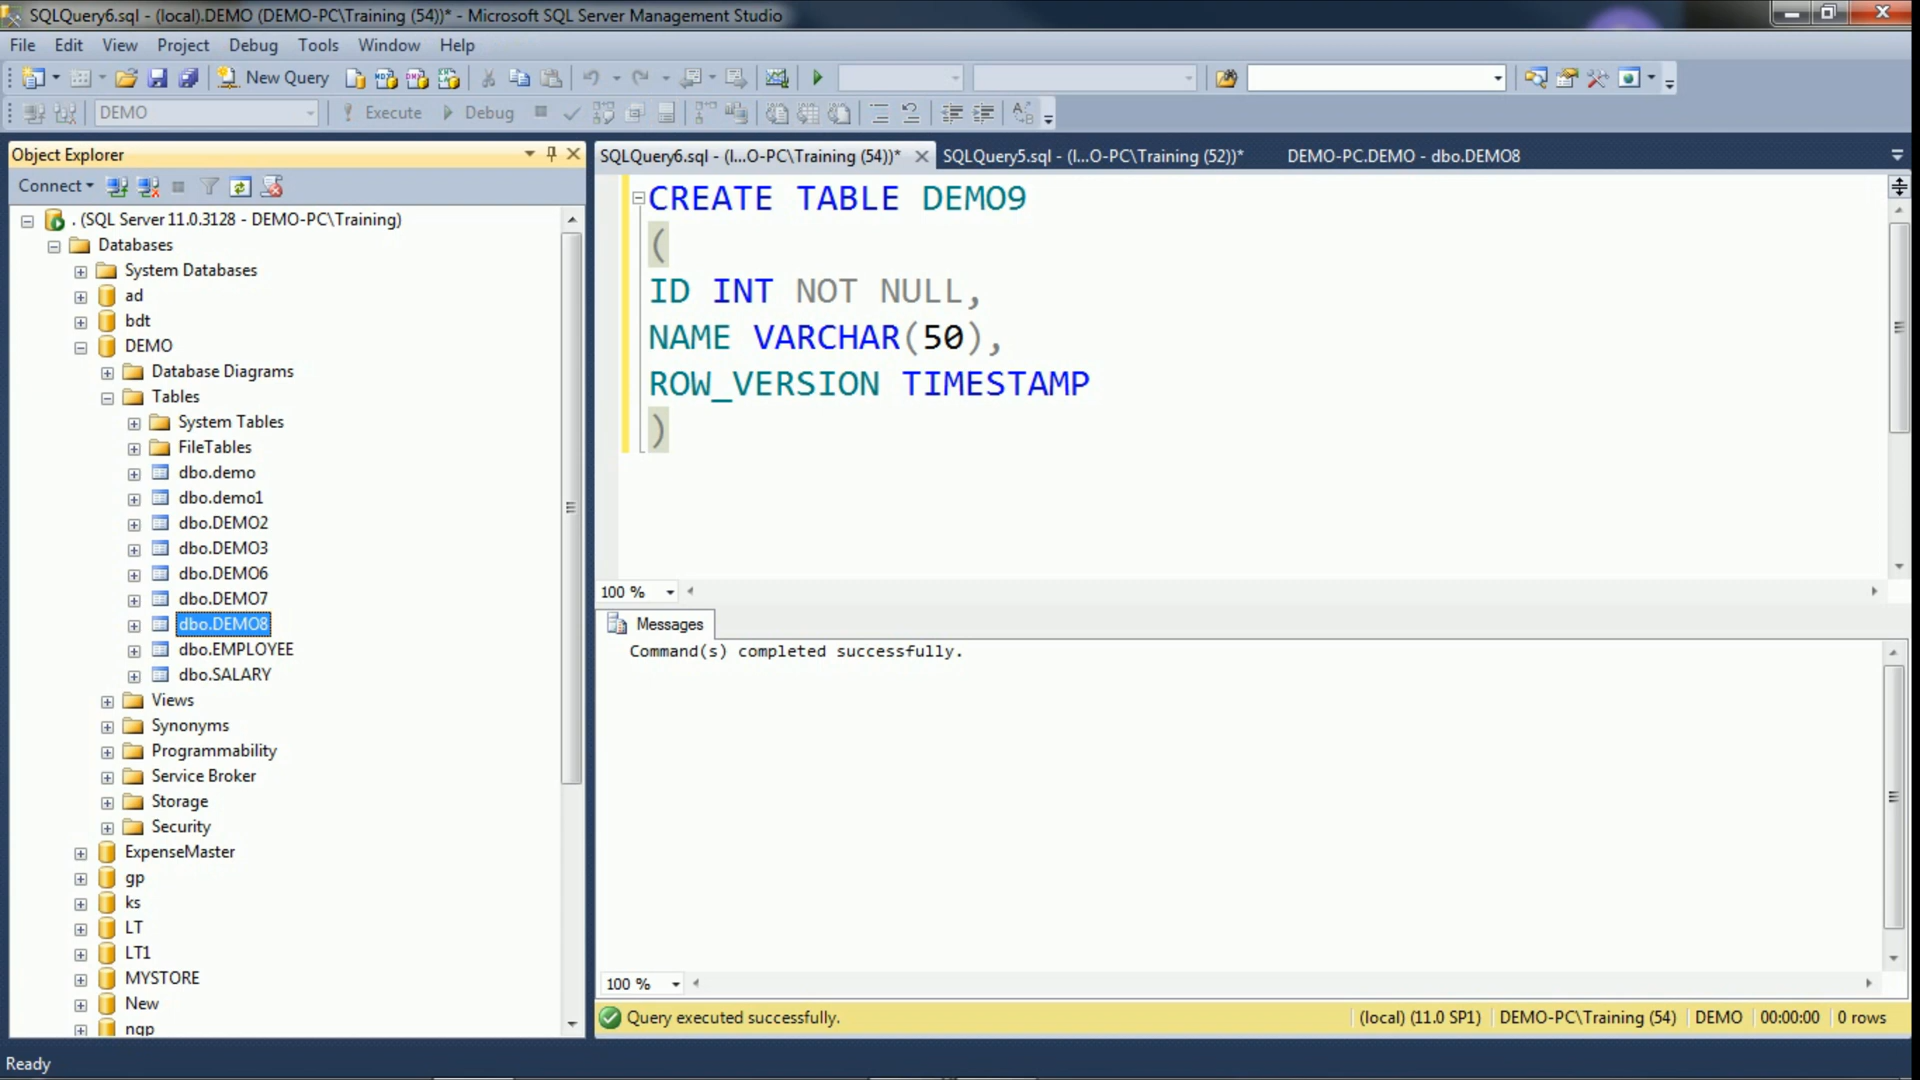 SQLQuery6.sql - (local).DEMO (DEMO-PC\Training (54))* - Microsoft SQL Server Management Studio
File Edit View Project Debug Tools Window Help
New Query
DEMO Execute Debug
Object Explorer
Connect
. (SQL Server 11.0.3128 - DEMO-PC\Training)
Databases
System Databases
ad
bdt
DEMO
Database Diagrams
Tables
System Tables
FileTables
dbo.demo
dbo.demo1
dbo.DEMO2
dbo.DEMO3
dbo.DEMO6
dbo.DEMO7
dbo.DEMO8
dbo.EMPLOYEE
dbo.SALARY
Views
Synonyms
Programmability
Service Broker
Storage
Security
ExpenseMaster
gp
ks
LT
LT1
MYSTORE
New
ngp
SQLQuery6.sql - (l...O-PC\Training (54))* SQLQuery5.sql - (l...O-PC\Training (52))* DEMO-PC.DEMO - dbo.DEMO8
CREATE TABLE DEMO9
(
ID INT NOT NULL,
NAME VARCHAR(50),
ROW_VERSION TIMESTAMP
)
100 %
Messages
Command(s) completed successfully.
100 %
Query executed successfully. (local) (11.0 SP1) DEMO-PC\Training (54) DEMO 00:00:00 0 rows
Ready